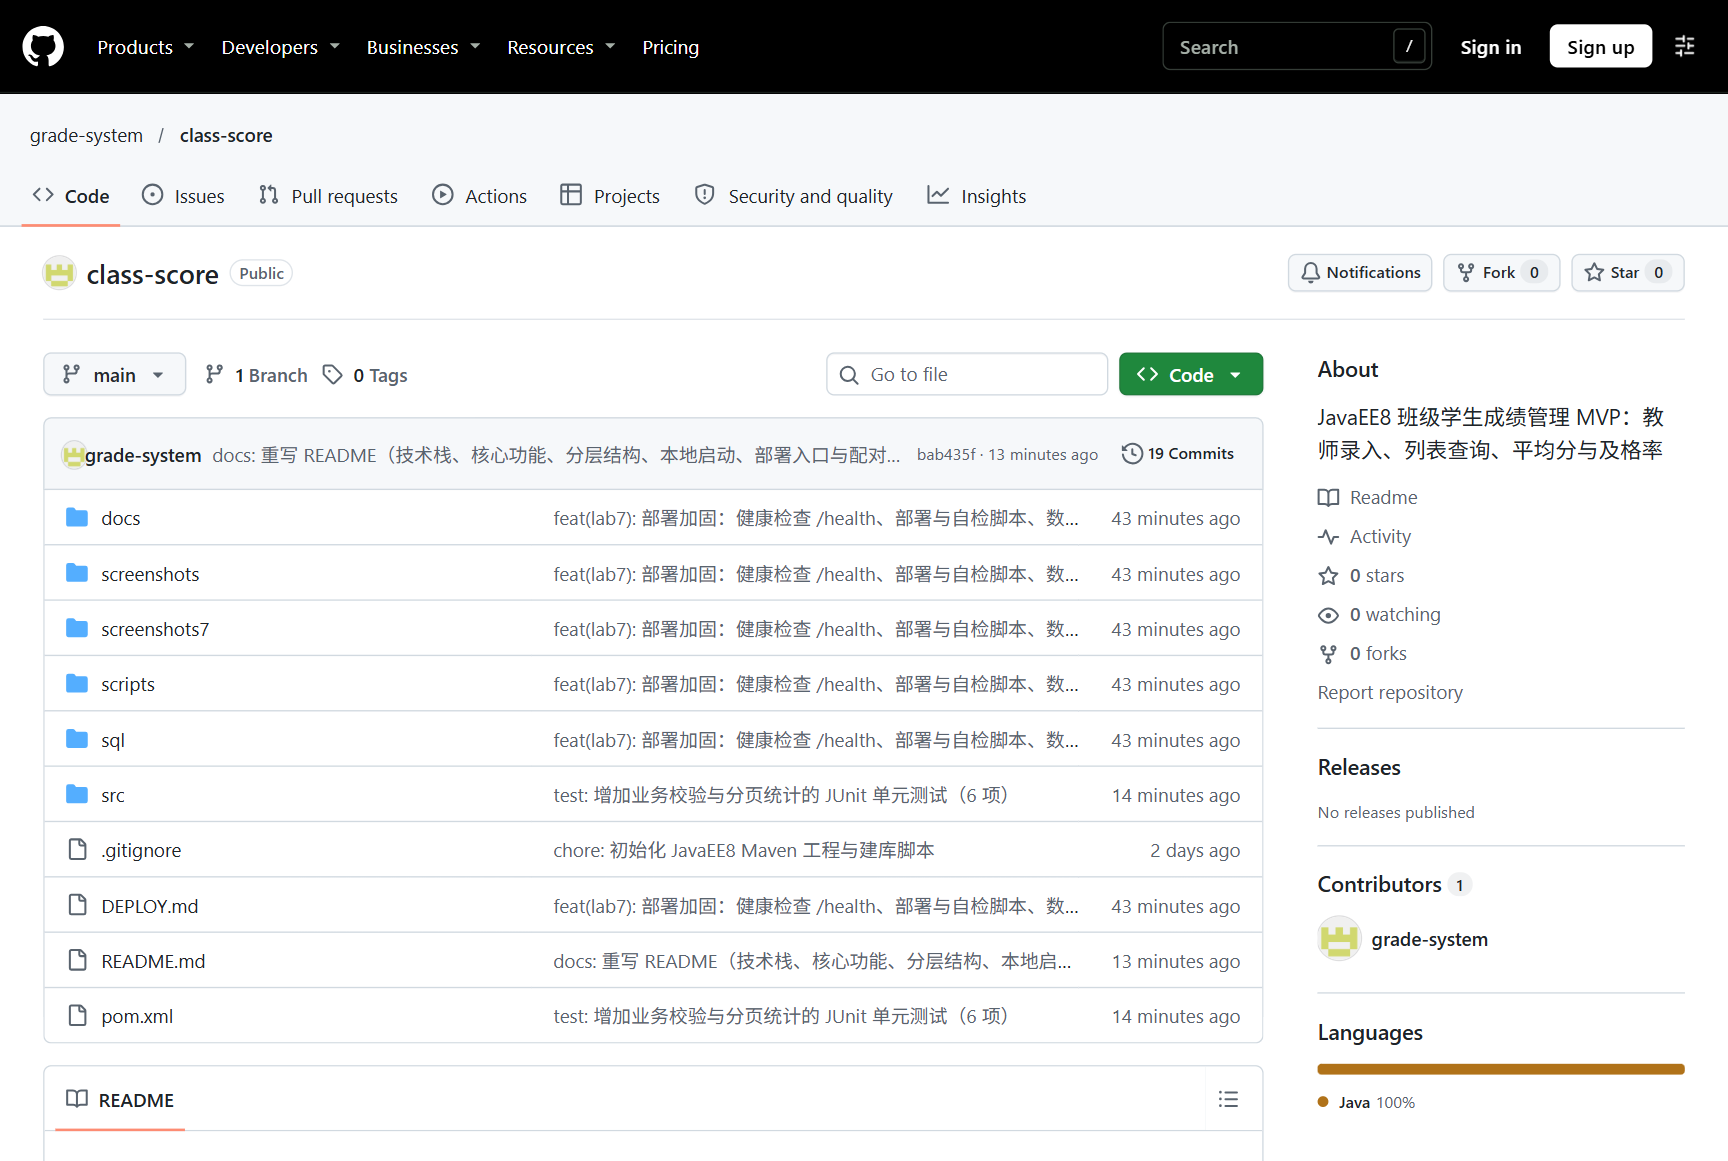 Products Developers Businesses Resources Pricing Search / Sign in Sign up
grade-system / class-score
Code Issues Pull requests Actions Projects Security and quality Insights
class-score Public Notifications Fork 0 Star 0
main 1 Branch 0 Tags Go to file Code
grade-system docs: 重写 README（技术栈、核心功能、分层结构、本地启动、部署入口与配对... bab435f · 13 minutes ago 19 Commits
docs feat(lab7): 部署加固：健康检查 /health、部署与自检脚本、数... 43 minutes ago
screenshots feat(lab7): 部署加固：健康检查 /health、部署与自检脚本、数... 43 minutes ago
screenshots7 feat(lab7): 部署加固：健康检查 /health、部署与自检脚本、数... 43 minutes ago
scripts feat(lab7): 部署加固：健康检查 /health、部署与自检脚本、数... 43 minutes ago
sql feat(lab7): 部署加固：健康检查 /health、部署与自检脚本、数... 43 minutes ago
src test: 增加业务校验与分页统计的 JUnit 单元测试（6 项） 14 minutes ago
.gitignore chore: 初始化 JavaEE8 Maven 工程与建库脚本 2 days ago
DEPLOY.md feat(lab7): 部署加固：健康检查 /health、部署与自检脚本、数... 43 minutes ago
README.md docs: 重写 README（技术栈、核心功能、分层结构、本地启... 13 minutes ago
pom.xml test: 增加业务校验与分页统计的 JUnit 单元测试（6 项） 14 minutes ago
README
About
JavaEE8 班级学生成绩管理 MVP：教
师录入、列表查询、平均分与及格率
Readme
Activity
0 stars
0 watching
0 forks
Report repository
Releases
No releases published
Contributors 1
grade-system
Languages
Java 100%